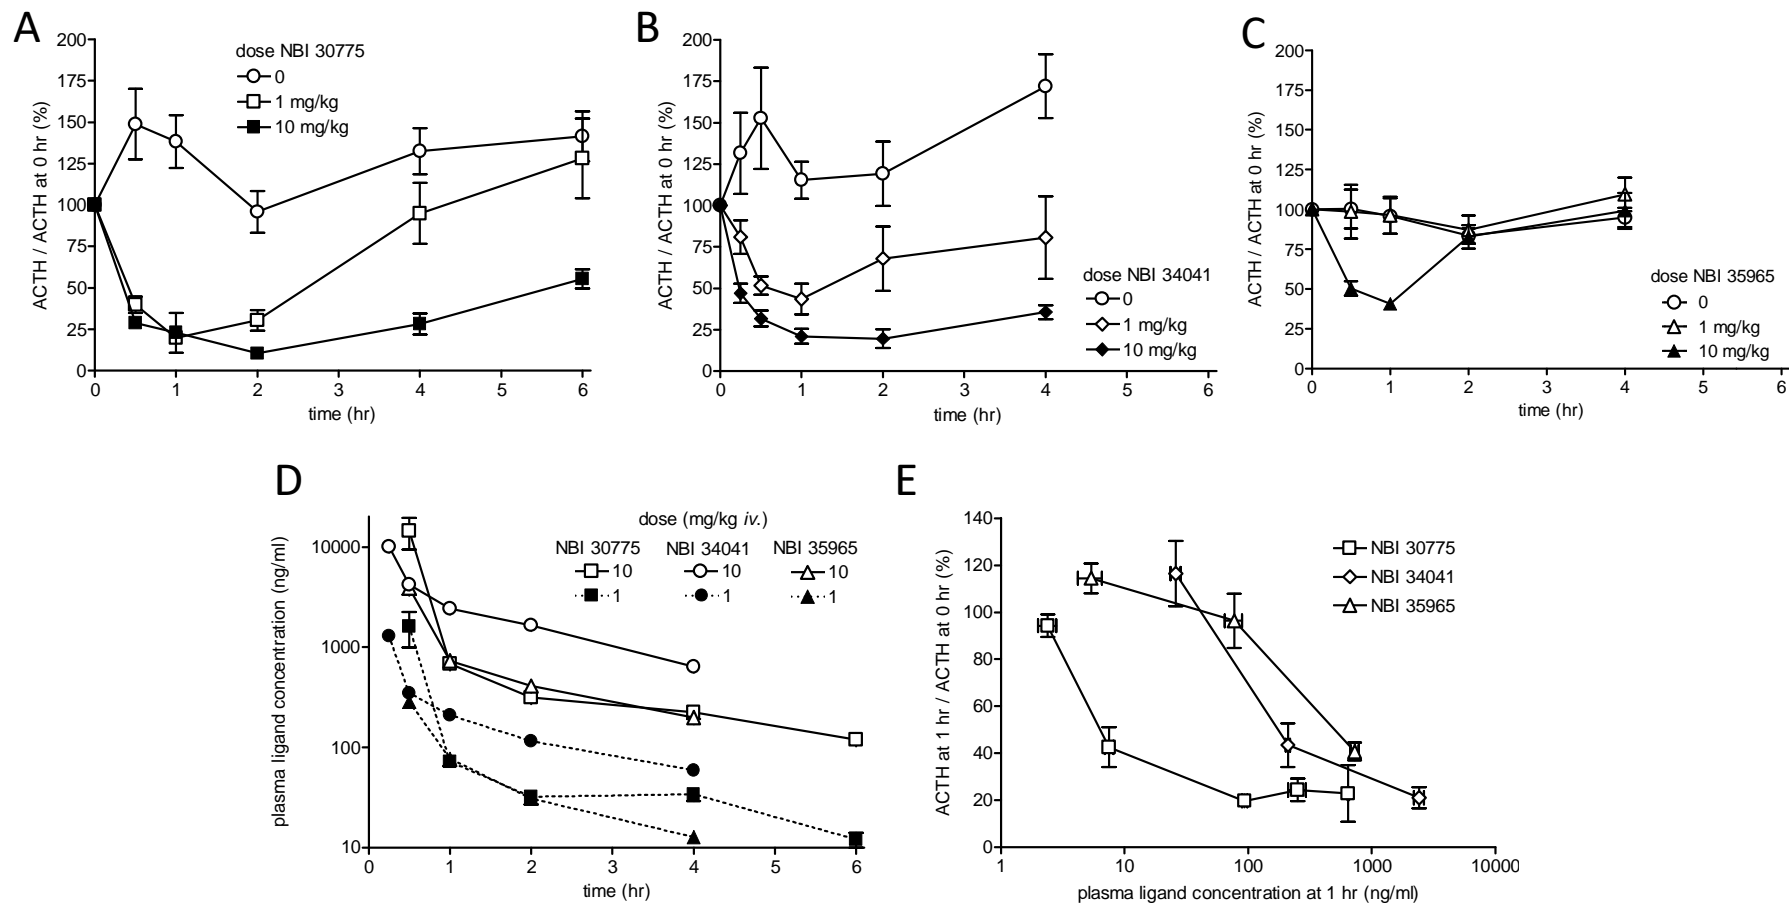 A
ACTH / ACTH at 0 hr (%)
200
175
150
125
100
75
50
25
0
dose NBI 30775
0
1 mg/kg
10 mg/kg
0 1 2 3 4 5 6
time (hr)
B
ACTH / ACTH at 0 hr (%)
200
175
150
125
100
75
50
25
0
dose NBI 34041
0
1 mg/kg
10 mg/kg
0 1 2 3 4 5 6
time (hr)
C
ACTH / ACTH at 0 hr (%)
200
175
150
125
100
75
50
25
0
dose NBI 35965
0
1 mg/kg
10 mg/kg
0 1 2 3 4 5 6
time (hr)
D
plasma ligand concentration (ng/ml)
10000
1000
100
10
dose (mg/kg iv.)
NBI 30775 NBI 34041 NBI 35965
10 10 10
1 1 1
0 1 2 3 4 5 6
time (hr)
E
ACTH at 1 hr / ACTH at 0 hr (%)
140
120
100
80
60
40
20
0
NBI 30775
NBI 34041
NBI 35965
1 10 100 1000 10000
plasma ligand concentration at 1 hr (ng/ml)